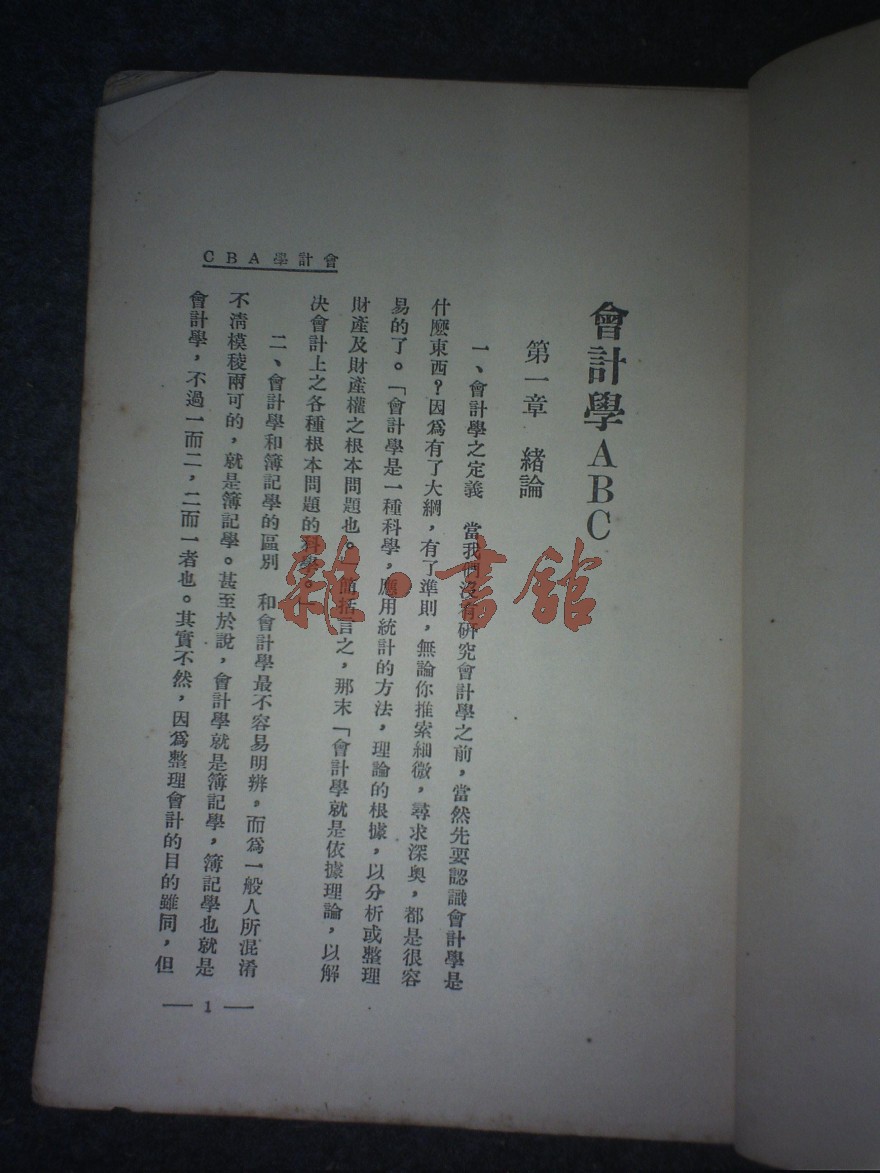 會計學ABC
第一章　緒論
一、會計學之定義　當我們沒有研究會計學之前，當然先要認識會計學是
什麼東西？因爲有了大綱，有了準則，無論你推索細微，尋求深奥，都是很容
易的了。「會計學是一種科學，應用統計的方法，理論的根據，以分析或整理
財產及財產權之根本問題也。」簡括言之，那末「會計學就是依據理論，以解
决會計上之各種根本問題的科學。」
二、會計學和簿記學的區別　和會計學最不容易明辨，而爲一般人所混淆
不淸模稜兩可的，就是簿記學。甚至於說，會計學就是簿記學，簿記學也就是
會計學，不過一而二，二而一者也。其實不然，因爲整理會計的目的雖同，但
CBA學計會
— 1 —
雜·書館